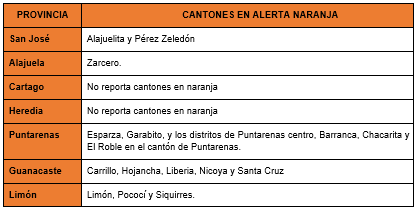 PROVINCIA CANTONES EN ALERTA NARANJA
San José Alajuelita y Pérez Zeledón
Alajuela Zarcero.
Cartago No reporta cantones en naranja
Heredia No reporta cantones en naranja
Puntarenas Esparza, Garabito, y los distritos de Puntarenas centro, Barranca, Chacarita y
El Roble en el cantón de Puntarenas.
Guanacaste Carrillo, Hojancha, Liberia, Nicoya y Santa Cruz
Limón Limón, Pococí y Siquirres.